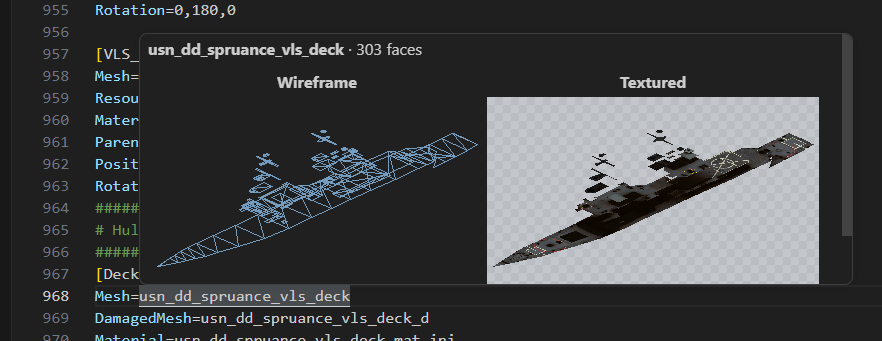 955 Rotation=0,180,0
956
957 [VLS_
usn_dd_spruance_vls_deck · 303 faces
958 Mesh=
Wireframe Textured
959 Resou
960 Mater
961 Paren
962 Posit
963 Rotat
964 #####
965 # Hul
966 #####
967 [Deck
968 Mesh=usn_dd_spruance_vls_deck
969 DamagedMesh=usn_dd_spruance_vls_deck_d
970 Material=usn_dd_spruance_vls_deck_mat.ini